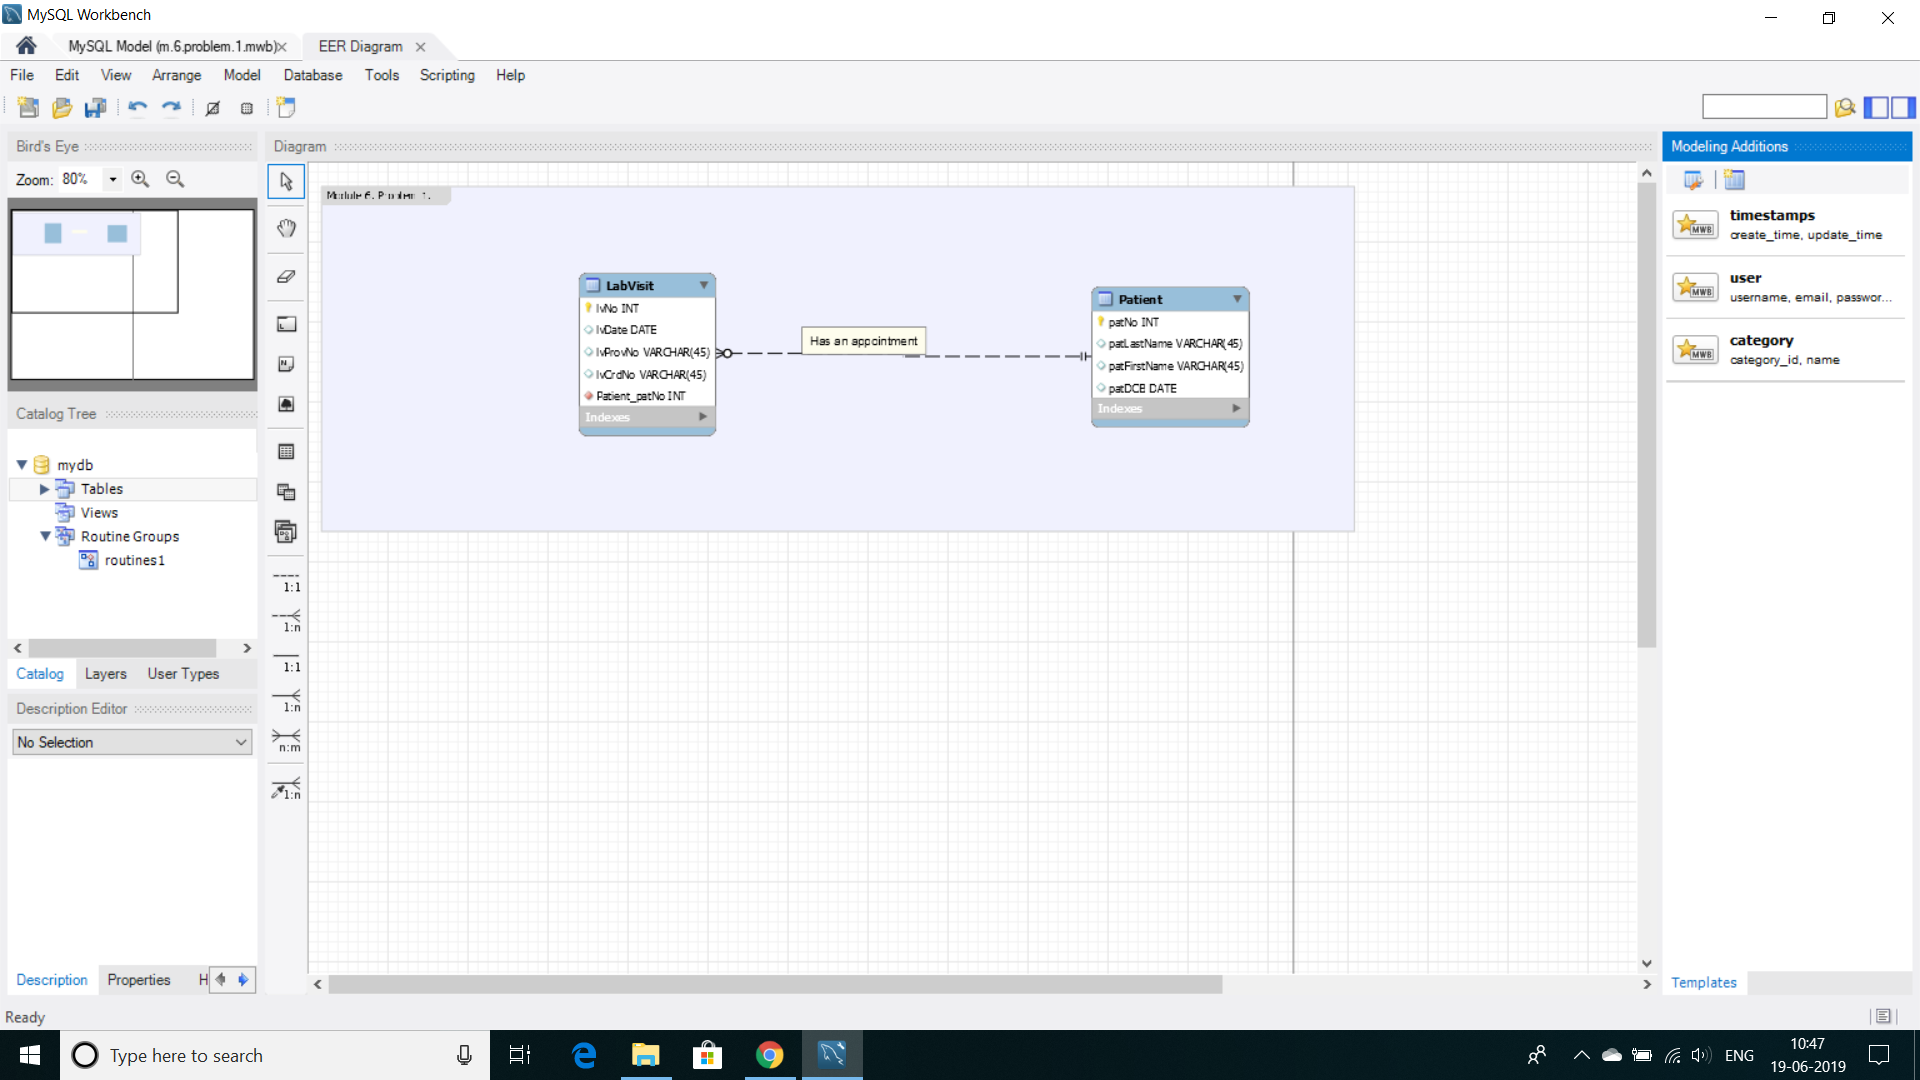 MySQL Workbench
MySQL Model (m.6.problem.1.mwb)
EER Diagram
File Edit View Arrange Model Database Tools Scripting Help
Bird's Eye
Zoom: 80%
Catalog Tree
mydb
Tables
Views
Routine Groups
routines1
Catalog Layers User Types
Description Editor
No Selection
Description Properties H
Diagram
1:1
1:n
1:1
1:n
n:m
1:n
Module 6. Problem 1.
LabVisit
lvNo INT
lvDate DATE
lvProvNo VARCHAR(45)
lvOrdNo VARCHAR(45)
Patient_patNo INT
Indexes
Has an appointment
Patient
patNo INT
patLastName VARCHAR(45)
patFirstName VARCHAR(45)
patDOB DATE
Indexes
Modeling Additions
MWB
timestamps
create_time, update_time
MWB
user
username, email, passwor...
MWB
category
category_id, name
Templates
Ready
Type here to search
ENG
10:47
19-06-2019